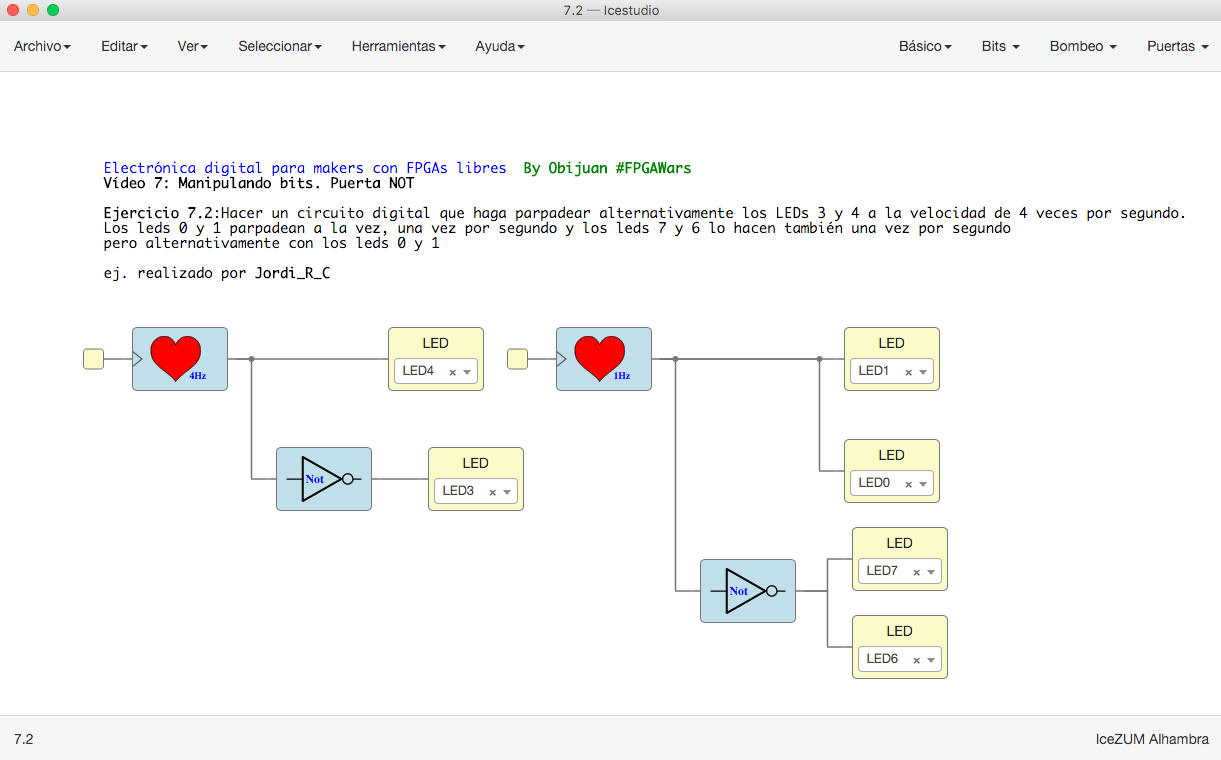 7.2 — Icestudio
Archivo Editar Ver Seleccionar Herramientas Ayuda Básico Bits Bombeo Puertas
Electrónica digital para makers con FPGAs libres By Obijuan #FPGAWars
Vídeo 7: Manipulando bits. Puerta NOT
Ejercicio 7.2:Hacer un circuito digital que haga parpadear alternativamente los LEDs 3 y 4 a la velocidad de 4 veces por segundo.
Los leds 0 y 1 parpadean a la vez, una vez por segundo y los leds 7 y 6 lo hacen también una vez por segundo
pero alternativamente con los leds 0 y 1
ej. realizado por Jordi_R_C
4Hz
LED
LED4
1Hz
LED
LED1
Not
LED
LED3
LED
LED0
Not
LED
LED7
LED
LED6
7.2
IceZUM Alhambra